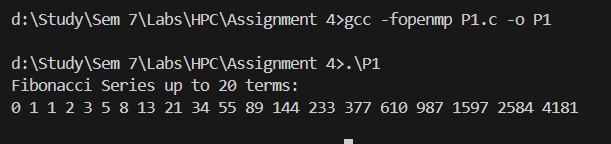 d:\Study\Sem 7\Labs\HPC\Assignment 4>gcc -fopenmp P1.c -o P1
d:\Study\Sem 7\Labs\HPC\Assignment 4>.\P1
Fibonacci Series up to 20 terms:
0 1 1 2 3 5 8 13 21 34 55 89 144 233 377 610 987 1597 2584 4181